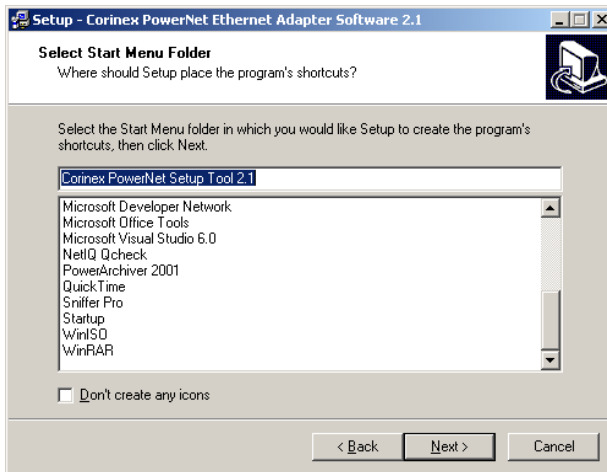 Setup - Corinex PowerNet Ethernet Adapter Software 2.1
Select Start Menu Folder
Where should Setup place the program's shortcuts?
Select the Start Menu folder in which you would like Setup to create the program's
shortcuts, then click Next.
Corinex PowerNet Setup Tool 2.1
Microsoft Developer Network
Microsoft Office Tools
Microsoft Visual Studio 6.0
NetIQ Qcheck
PowerArchiver 2001
QuickTime
Sniffer Pro
Startup
WinISO
WinRAR
Don't create any icons
< Back
Next >
Cancel